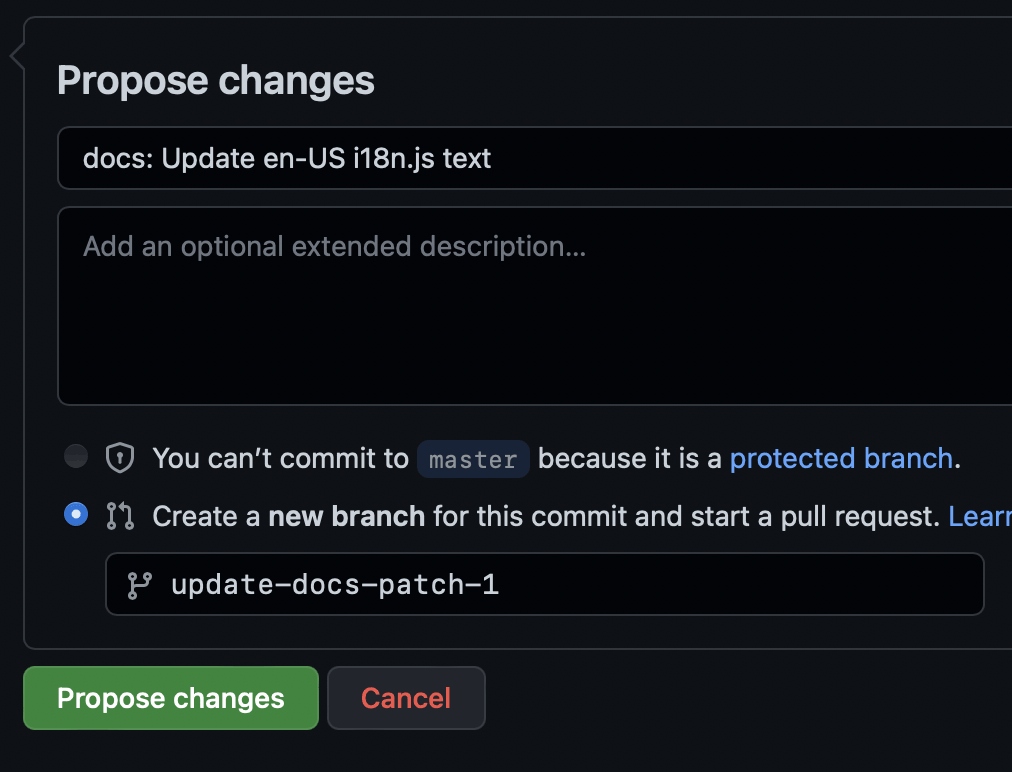 Propose changes
docs: Update en-US i18n.js text
Add an optional extended description...
You can’t commit to master because it is a protected branch.
Create a new branch for this commit and start a pull request.
update-docs-patch-1
Propose changes
Cancel